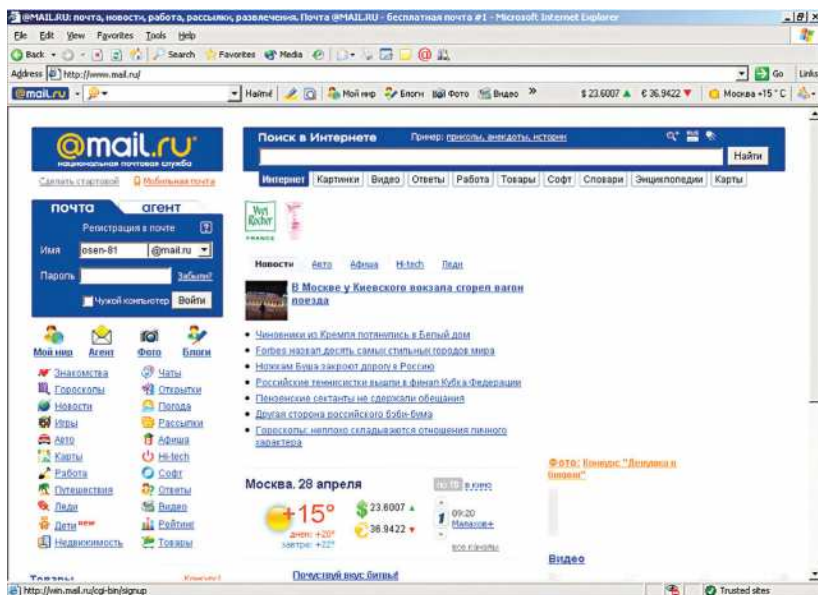 @MAIL.RU: почта, новости, работа, рассылки, развлечения. Почта @MAIL.RU - бесплатная почта #1 - Microsoft Internet Explorer
File Edit View Favorites Tools Help
Back Search Favorites Media
Address http://www.mail.ru/ Go Links
@mail.ru Найти! Мой мир Блоги Фото Видео » $ 23.6007 € 36.9422 Москва +15 °C
@mail.ru
национальная почтовая служба
Сделать стартовой Мобильная почта
Поиск в Интернете Пример: приколы, анекдоты, истории
Найти
Интернет Картинки Видео Ответы Работа Товары Софт Словари Энциклопедии Карты
почта агент
Регистрация в почте ?
Имя osen-81 @mail.ru
Пароль Забыли?
Чужой компьютер Войти
Мой мир Агент Фото Блоги
Знакомства Чаты
Гороскопы Открытки
Новости Погода
Игры Рассылки
Авто Афиша
Карты Hi-tech
Работа Софт
Путешествия Ответы
Леди Видео
Дети new Рейтинг
Недвижимость Товары
Товары Конкурс!
Yves Rocher
FRANCE
Новости Авто Афиша Hi-tech Леди
В Москве у Киевского вокзала сгорел вагон
поезда
Чиновники из Кремля потянулись в Белый дом
Forbes назвал десять самых стильных городов мира
Ножкам Буша закроют дорогу в Россию
Российские теннисистки вышли в финал Кубка Федерации
Пензенские сектанты не сдержали обещания
Другая сторона российского бэби-бума
Гороскопы: неплохо складываются отношения личного
характера
Москва, 28 апреля
+15°
днем: +20°
завтра: +22°
$ 23.6007
36.9422
по ТВ в кино
1 09:20
Малахов+
все каналы
Почувствуй вкус битвы!
Фото: Конкурс "Девушка в
Видео
http://win.mail.ru/cgi-bin/signup Trusted sites